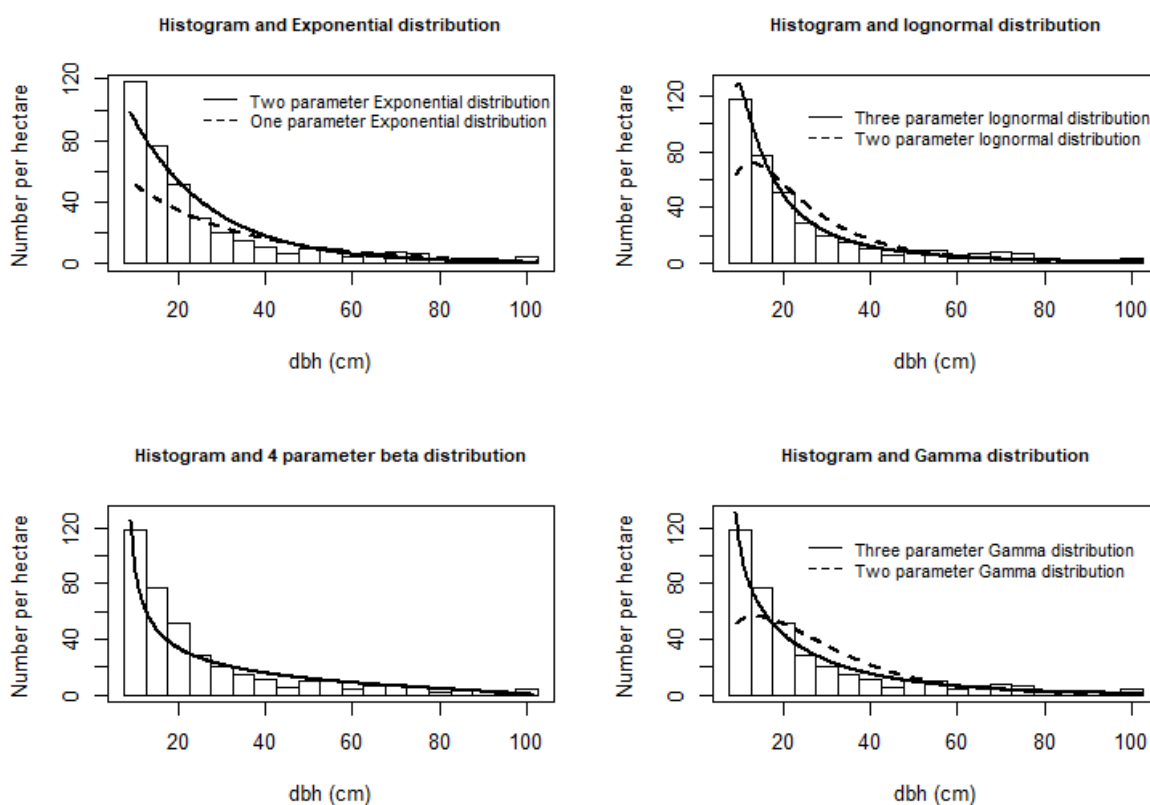 Histogram and Exponential distribution
Number per hectare
0 40 80 120
Two parameter Exponential distribution
One parameter Exponential distribution
20 40 60 80 100
dbh (cm)
Histogram and lognormal distribution
Number per hectare
0 40 80 120
Three parameter lognormal distribution
Two parameter lognormal distribution
20 40 60 80 100
dbh (cm)
Histogram and 4 parameter beta distribution
Number per hectare
0 40 80 120
20 40 60 80 100
dbh (cm)
Histogram and Gamma distribution
Number per hectare
0 40 80 120
Three parameter Gamma distribution
Two parameter Gamma distribution
20 40 60 80 100
dbh (cm)